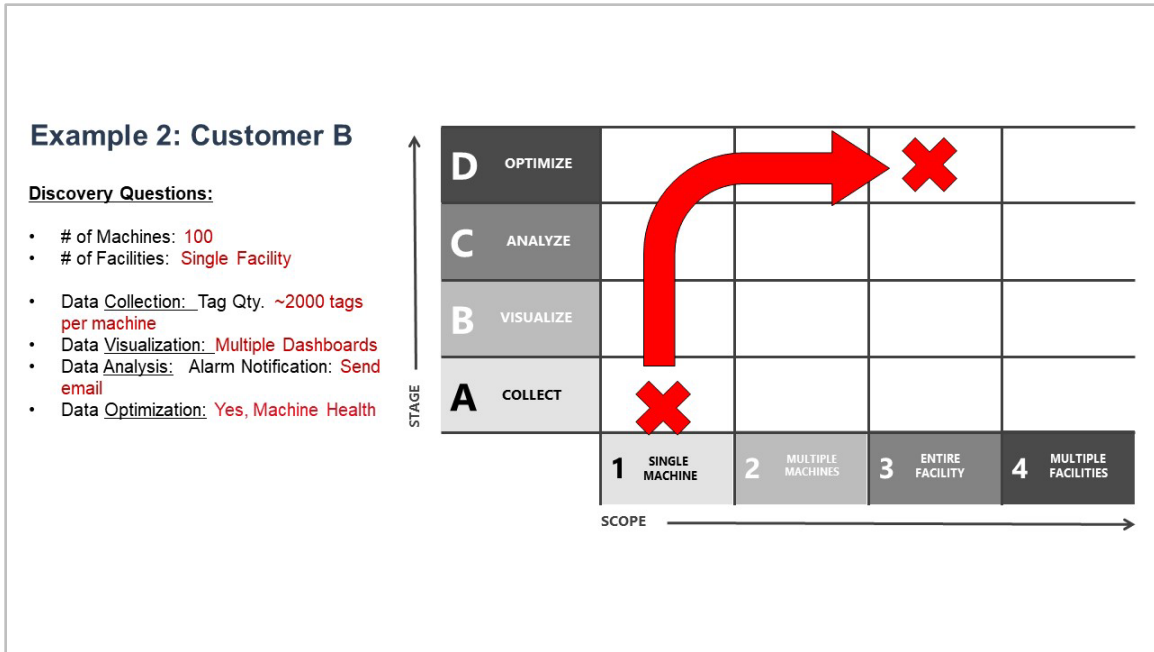 Example 2: Customer B
Discovery Questions:
• # of Machines: 100
• # of Facilities: Single Facility
• Data Collection: Tag Qty. ~2000 tags
per machine
• Data Visualization: Multiple Dashboards
• Data Analysis: Alarm Notification: Send
email
• Data Optimization: Yes, Machine Health
STAGE
D OPTIMIZE
C ANALYZE
B VISUALIZE
A COLLECT
1 SINGLE
MACHINE
2 MULTIPLE
MACHINES
3 ENTIRE
FACILITY
4 MULTIPLE
FACILITIES
SCOPE